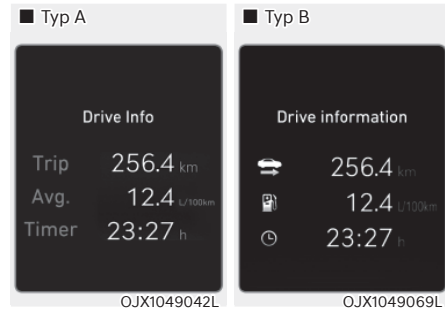 ■ Typ A
Drive Info
Trip 256.4 km
Avg. 12.4 L/100km
Timer 23:27 h
OJX1049042L
■ Typ B
Drive information
256.4 km
12.4 L/100km
23:27 h
OJX1049069L